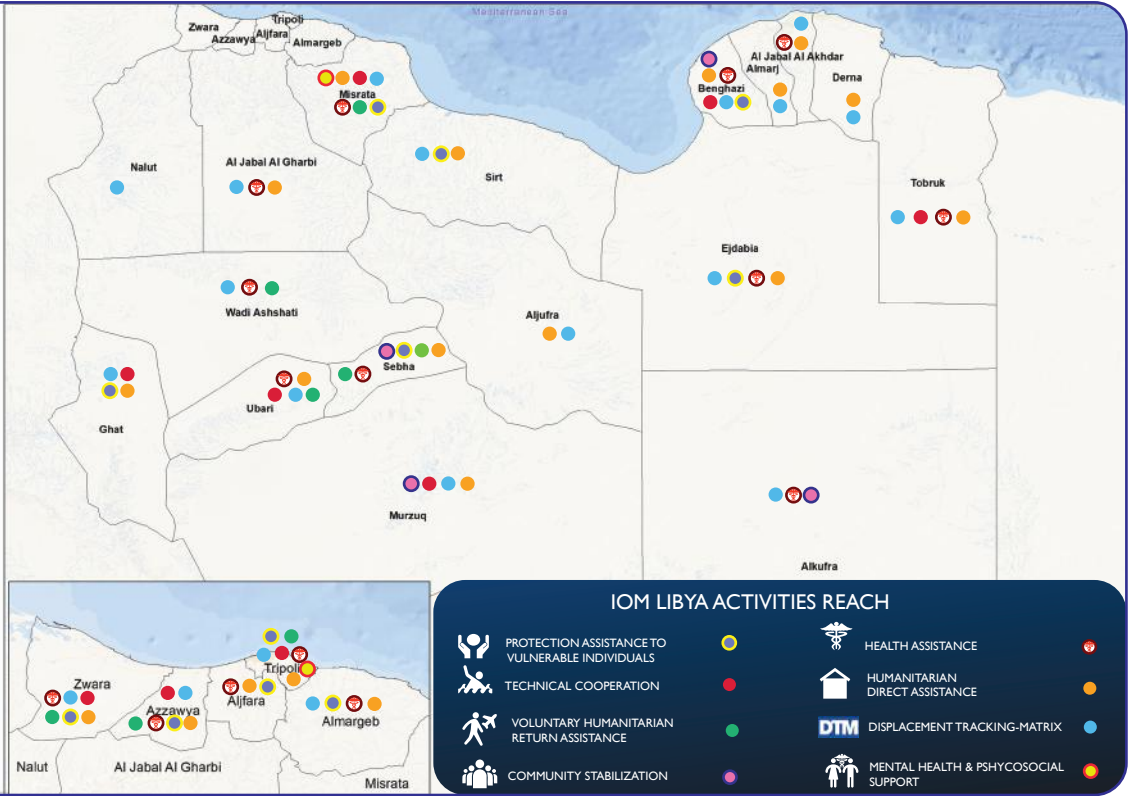 Mediterranean Sea
Tripoli
Zwara
Aljfara
Azzawya
Almargeb
Al Jabal Al Akhdar
Almarj
Derna
Benghazi
Misrata
Nalut
Al Jabal Al Gharbi
Sirt
Tobruk
Ejdabia
Wadi Ashshati
Aljufra
Sebha
Ubari
Ghat
Murzuq
Alkufra
Tripoli
Zwara
Aljfara
Azzawya
Almargeb
Nalut
Al Jabal Al Gharbi
Misrata
IOM LIBYA ACTIVITIES REACH
PROTECTION ASSISTANCE TO
VULNERABLE INDIVIDUALS
TECHNICAL COOPERATION
VOLUNTARY HUMANITARIAN
RETURN ASSISTANCE
COMMUNITY STABILIZATION
HEALTH ASSISTANCE
HUMANITARIAN
DIRECT ASSISTANCE
DTM DISPLACEMENT TRACKING-MATRIX
MENTAL HEALTH & PSHYCOSOCIAL
SUPPORT